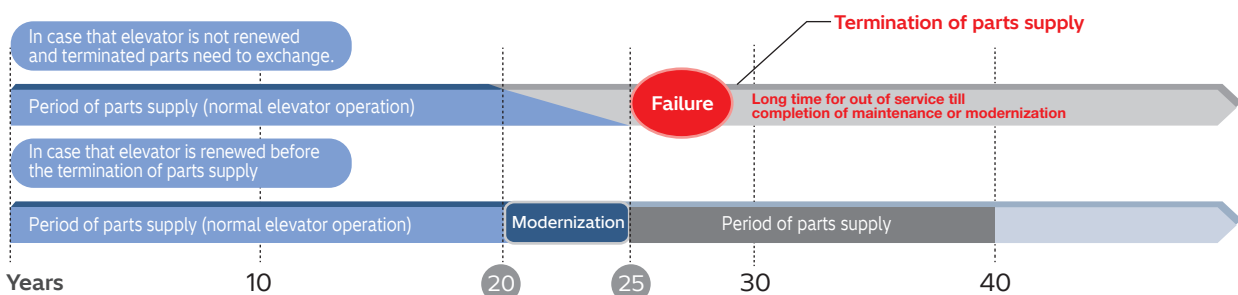 Termination of parts supply
In case that elevator is not renewed
and terminated parts need to exchange.
Period of parts supply (normal elevator operation)
Failure
Long time for out of service till
completion of maintenance or modernization
In case that elevator is renewed before
the termination of parts supply
Period of parts supply (normal elevator operation)
Modernization
Period of parts supply
Years
10
20
25
30
40